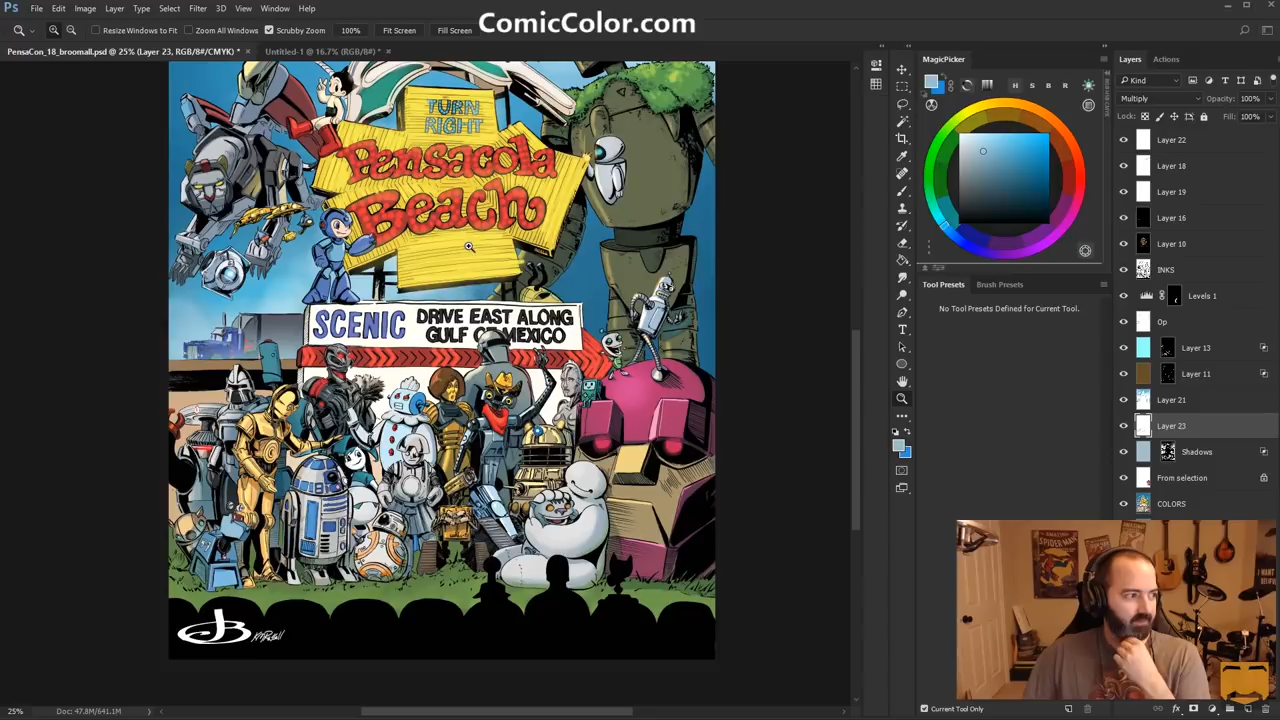 ComicColor.com
Ps File Edit Image Layer Type Select Filter 3D View Window Help
Resize Windows to Fit Zoom All Windows Scrubby Zoom 100% Fit Screen Fill Screen
PensaCon_18_broomall.psd @ 25% (Layer 23, RGB/8#/CMYK) * × Untitled-1 @ 16.7% (RGB/8#) * ×
TURN
RIGHT
Pensacola
Beach
SCENIC DRIVE EAST ALONG
GULF OF MEXICO
JB
MagicPicker
H S B R
Tool Presets Brush Presets
No Tool Presets Defined for Current Tool.
Current Tool Only
Layers Actions
Kind
Multiply Opacity: 100%
Lock: Fill: 100%
Layer 22
Layer 18
Layer 19
Layer 16
Layer 10
INKS
Levels 1
Op
Layer 13
Layer 11
Layer 21
Layer 23
Shadows
From selection
COLORS
AMAZING
SPIDER-MAN
25% Doc: 47.8M/641.1M